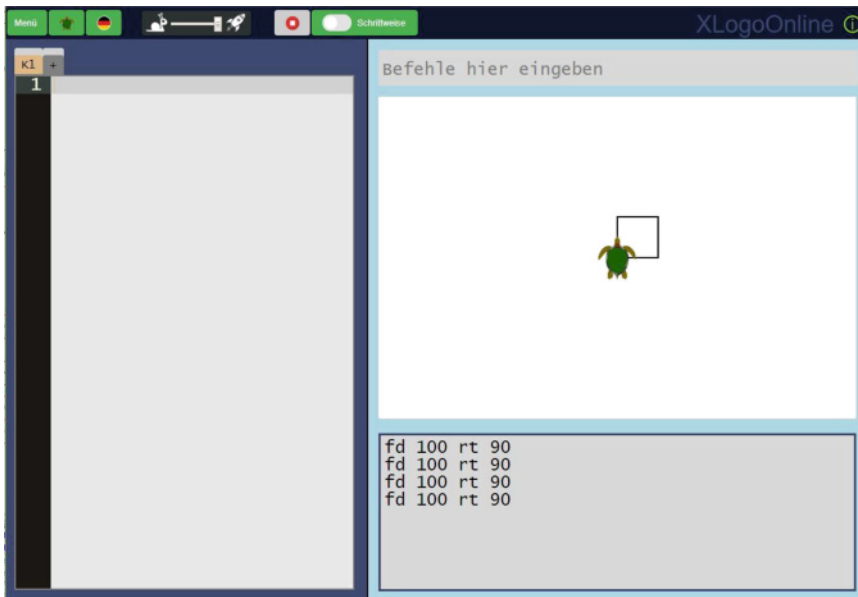 Menü Schrittweise XLogoOnline
K1 +
1
Befehle hier eingeben
fd 100 rt 90
fd 100 rt 90
fd 100 rt 90
fd 100 rt 90